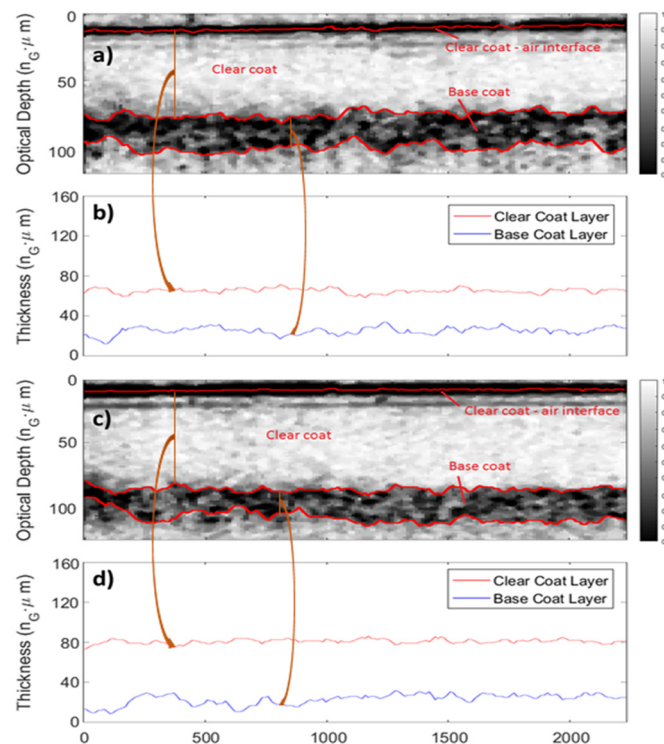 0
50
100
Optical Depth (nG·μm)
a)
Clear coat - air interface
Clear coat
Base coat
160
120
80
40
0
Thickness (nG·μm)
b)
Clear Coat Layer
Base Coat Layer
0
50
100
Optical Depth (nG·μm)
c)
Clear coat - air interface
Clear coat
Base coat
160
120
80
40
0
Thickness (nG·μm)
d)
Clear Coat Layer
Base Coat Layer
0 500 1000 1500 2000